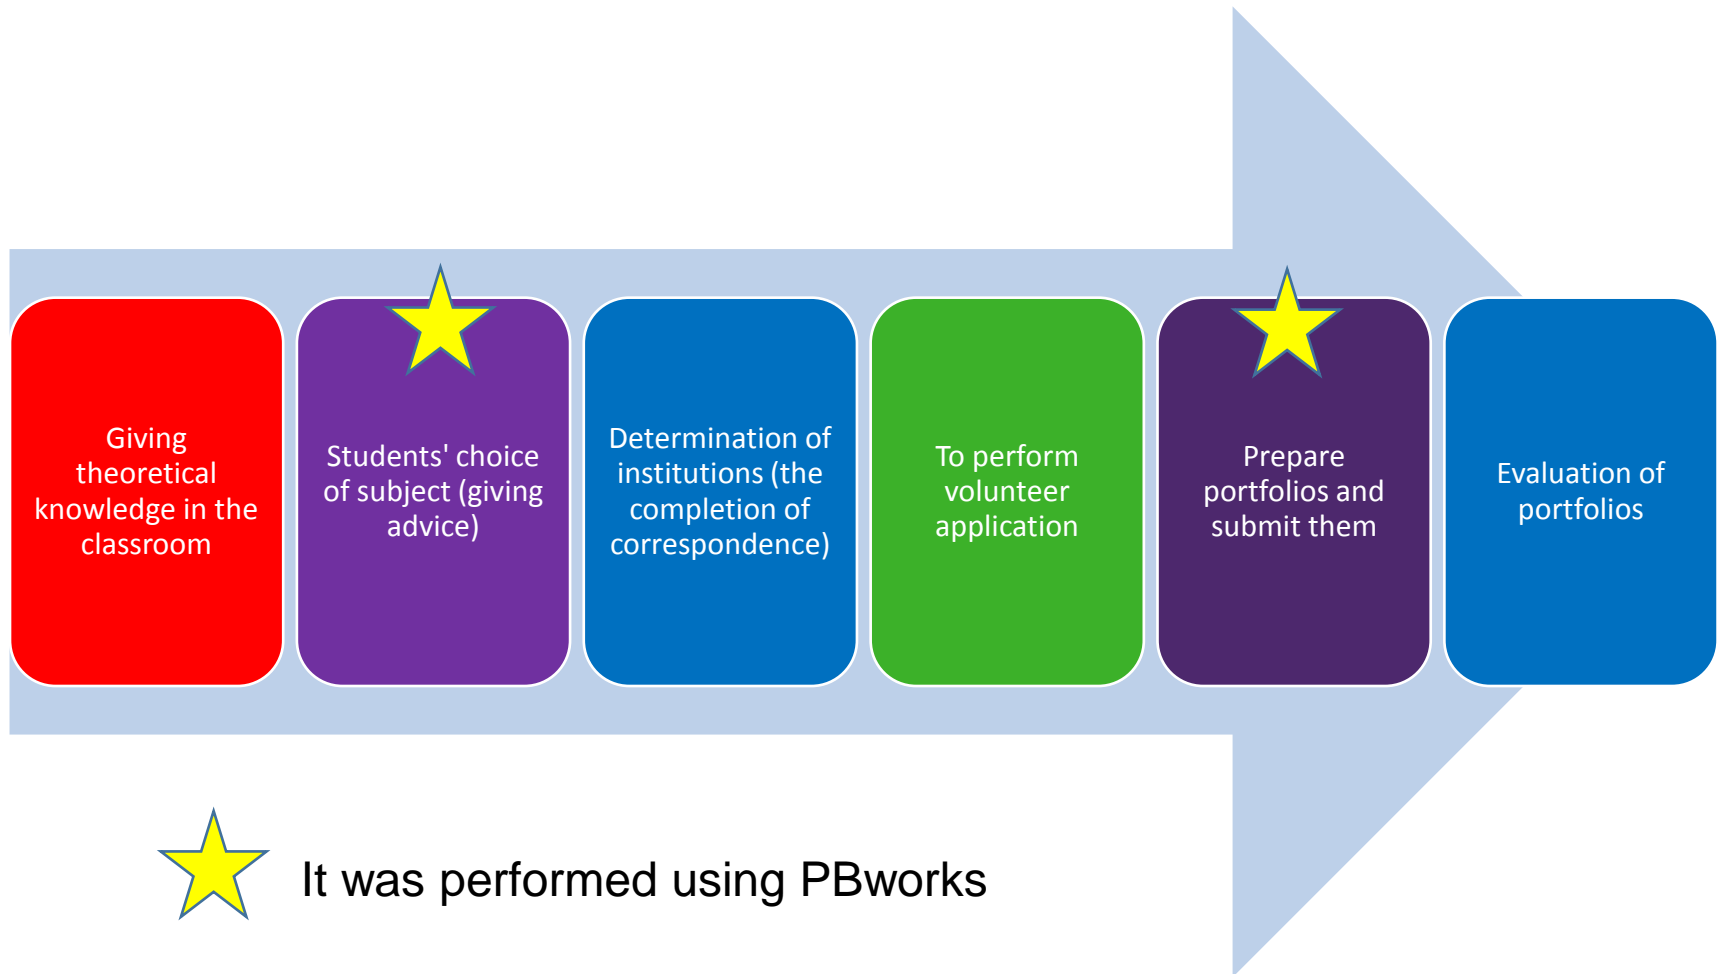 Giving
theoretical
knowledge in the
classroom
Students' choice
of subject (giving
advice)
Determination of
institutions (the
completion of
correspondence)
To perform
volunteer
application
Prepare
portfolios and
submit them
Evaluation of
portfolios
It was performed using PBworks